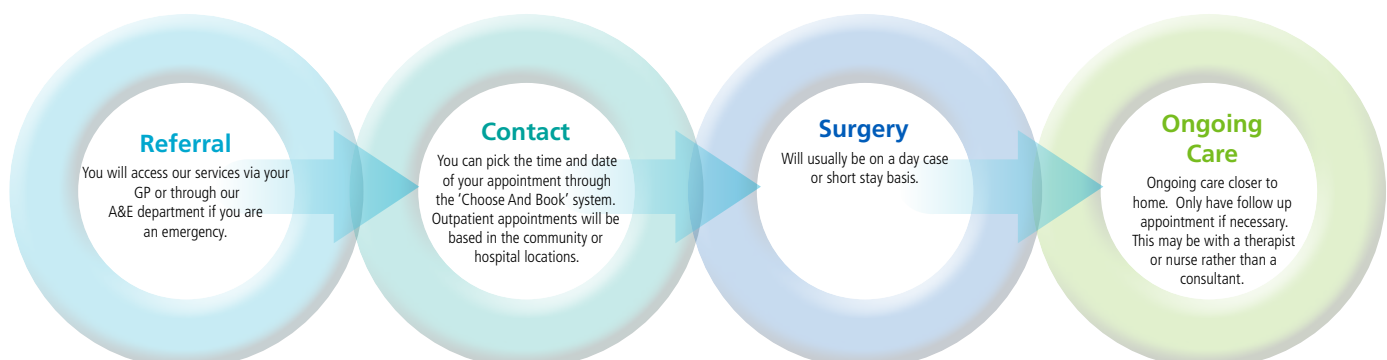 Referral
You will access our services via your
GP or through our
A&E department if you are
an emergency.
Contact
You can pick the time and date
of your appointment through
the 'Choose And Book' system.
Outpatient appointments will be
based in the community or
hospital locations.
Surgery
Will usually be on a day case
or short stay basis.
Ongoing
Care
Ongoing care closer to
home.  Only have follow up
appointment if necessary.
This may be with a therapist
or nurse rather than a
consultant.